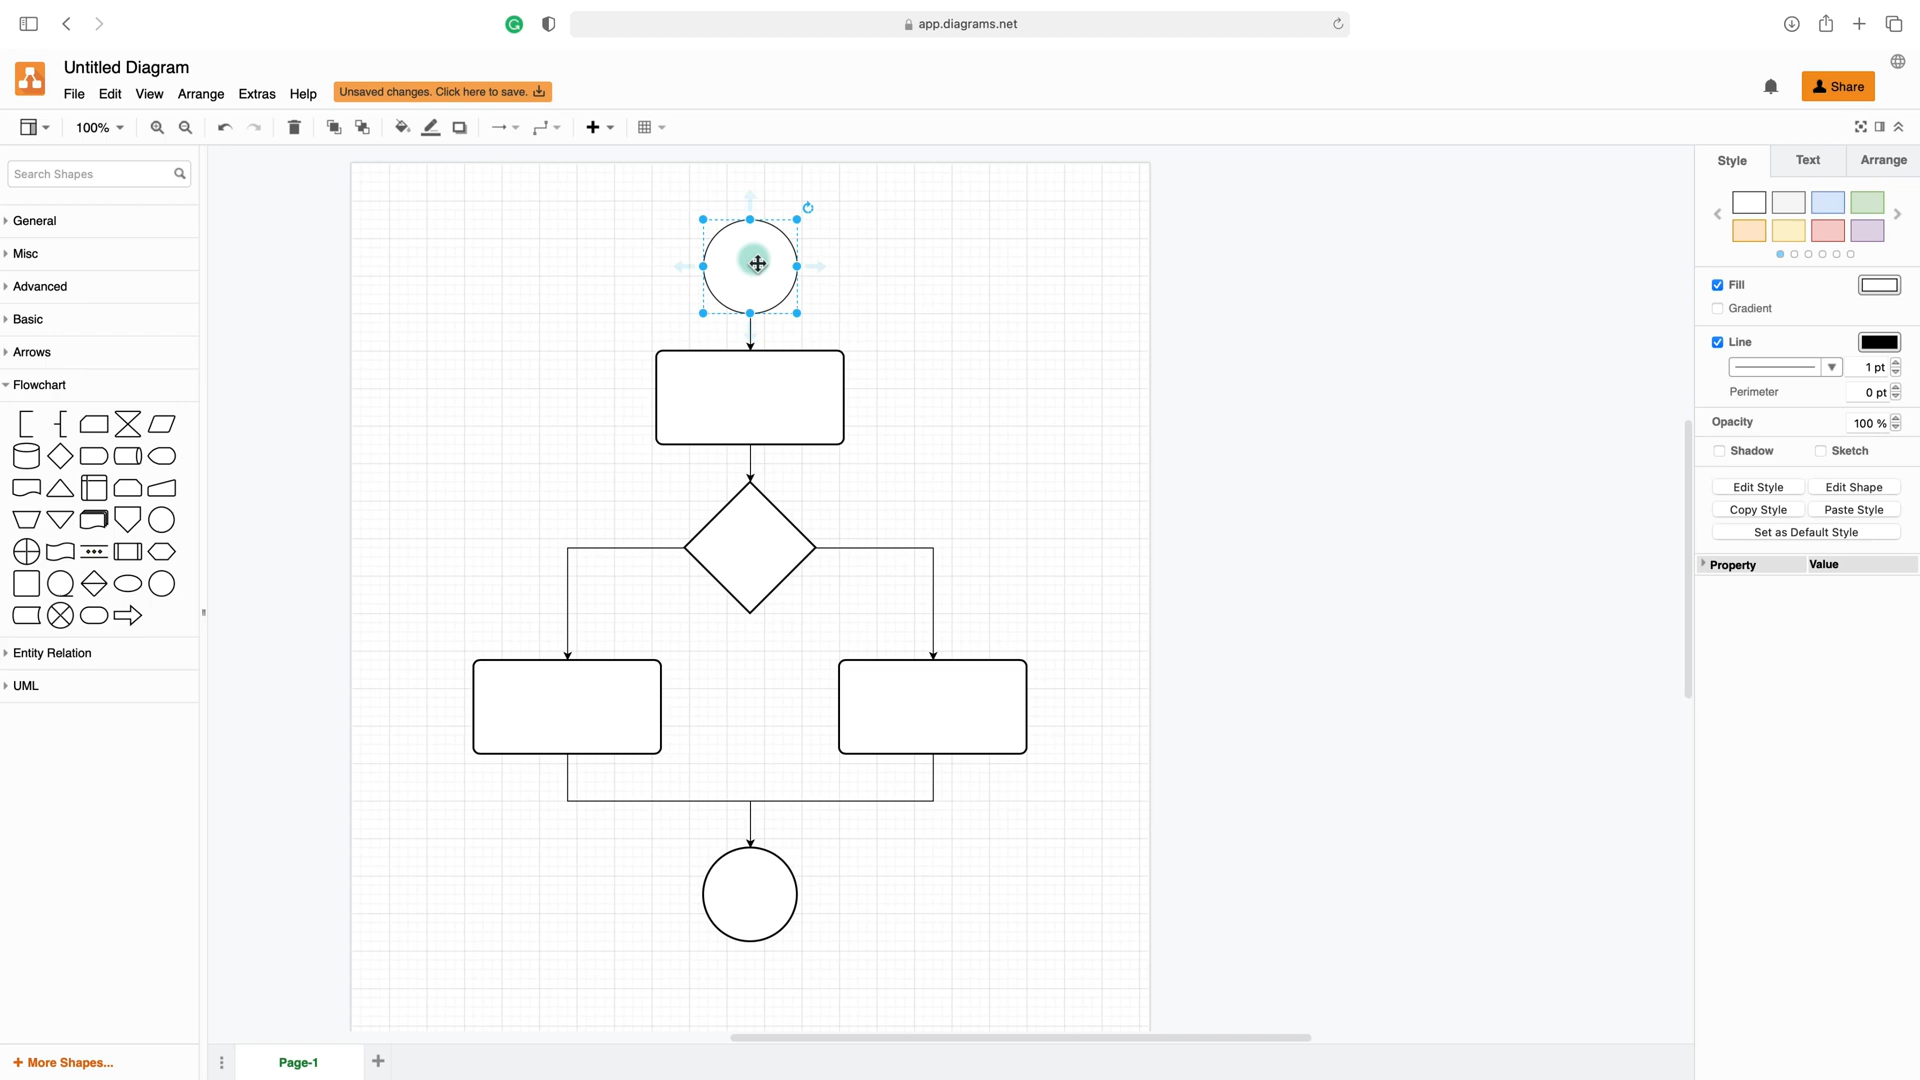 app.diagrams.net
Untitled Diagram
File Edit View Arrange Extras Help Unsaved changes. Click here to save.
Share
100%
Search Shapes
General
Misc
Advanced
Basic
Arrows
Flowchart
Entity Relation
UML
+ More Shapes...
Page-1
Style Text Arrange
Fill
Gradient
Line
1 pt
Perimeter 0 pt
Opacity 100 %
Shadow Sketch
Edit Style Edit Shape
Copy Style Paste Style
Set as Default Style
Property Value